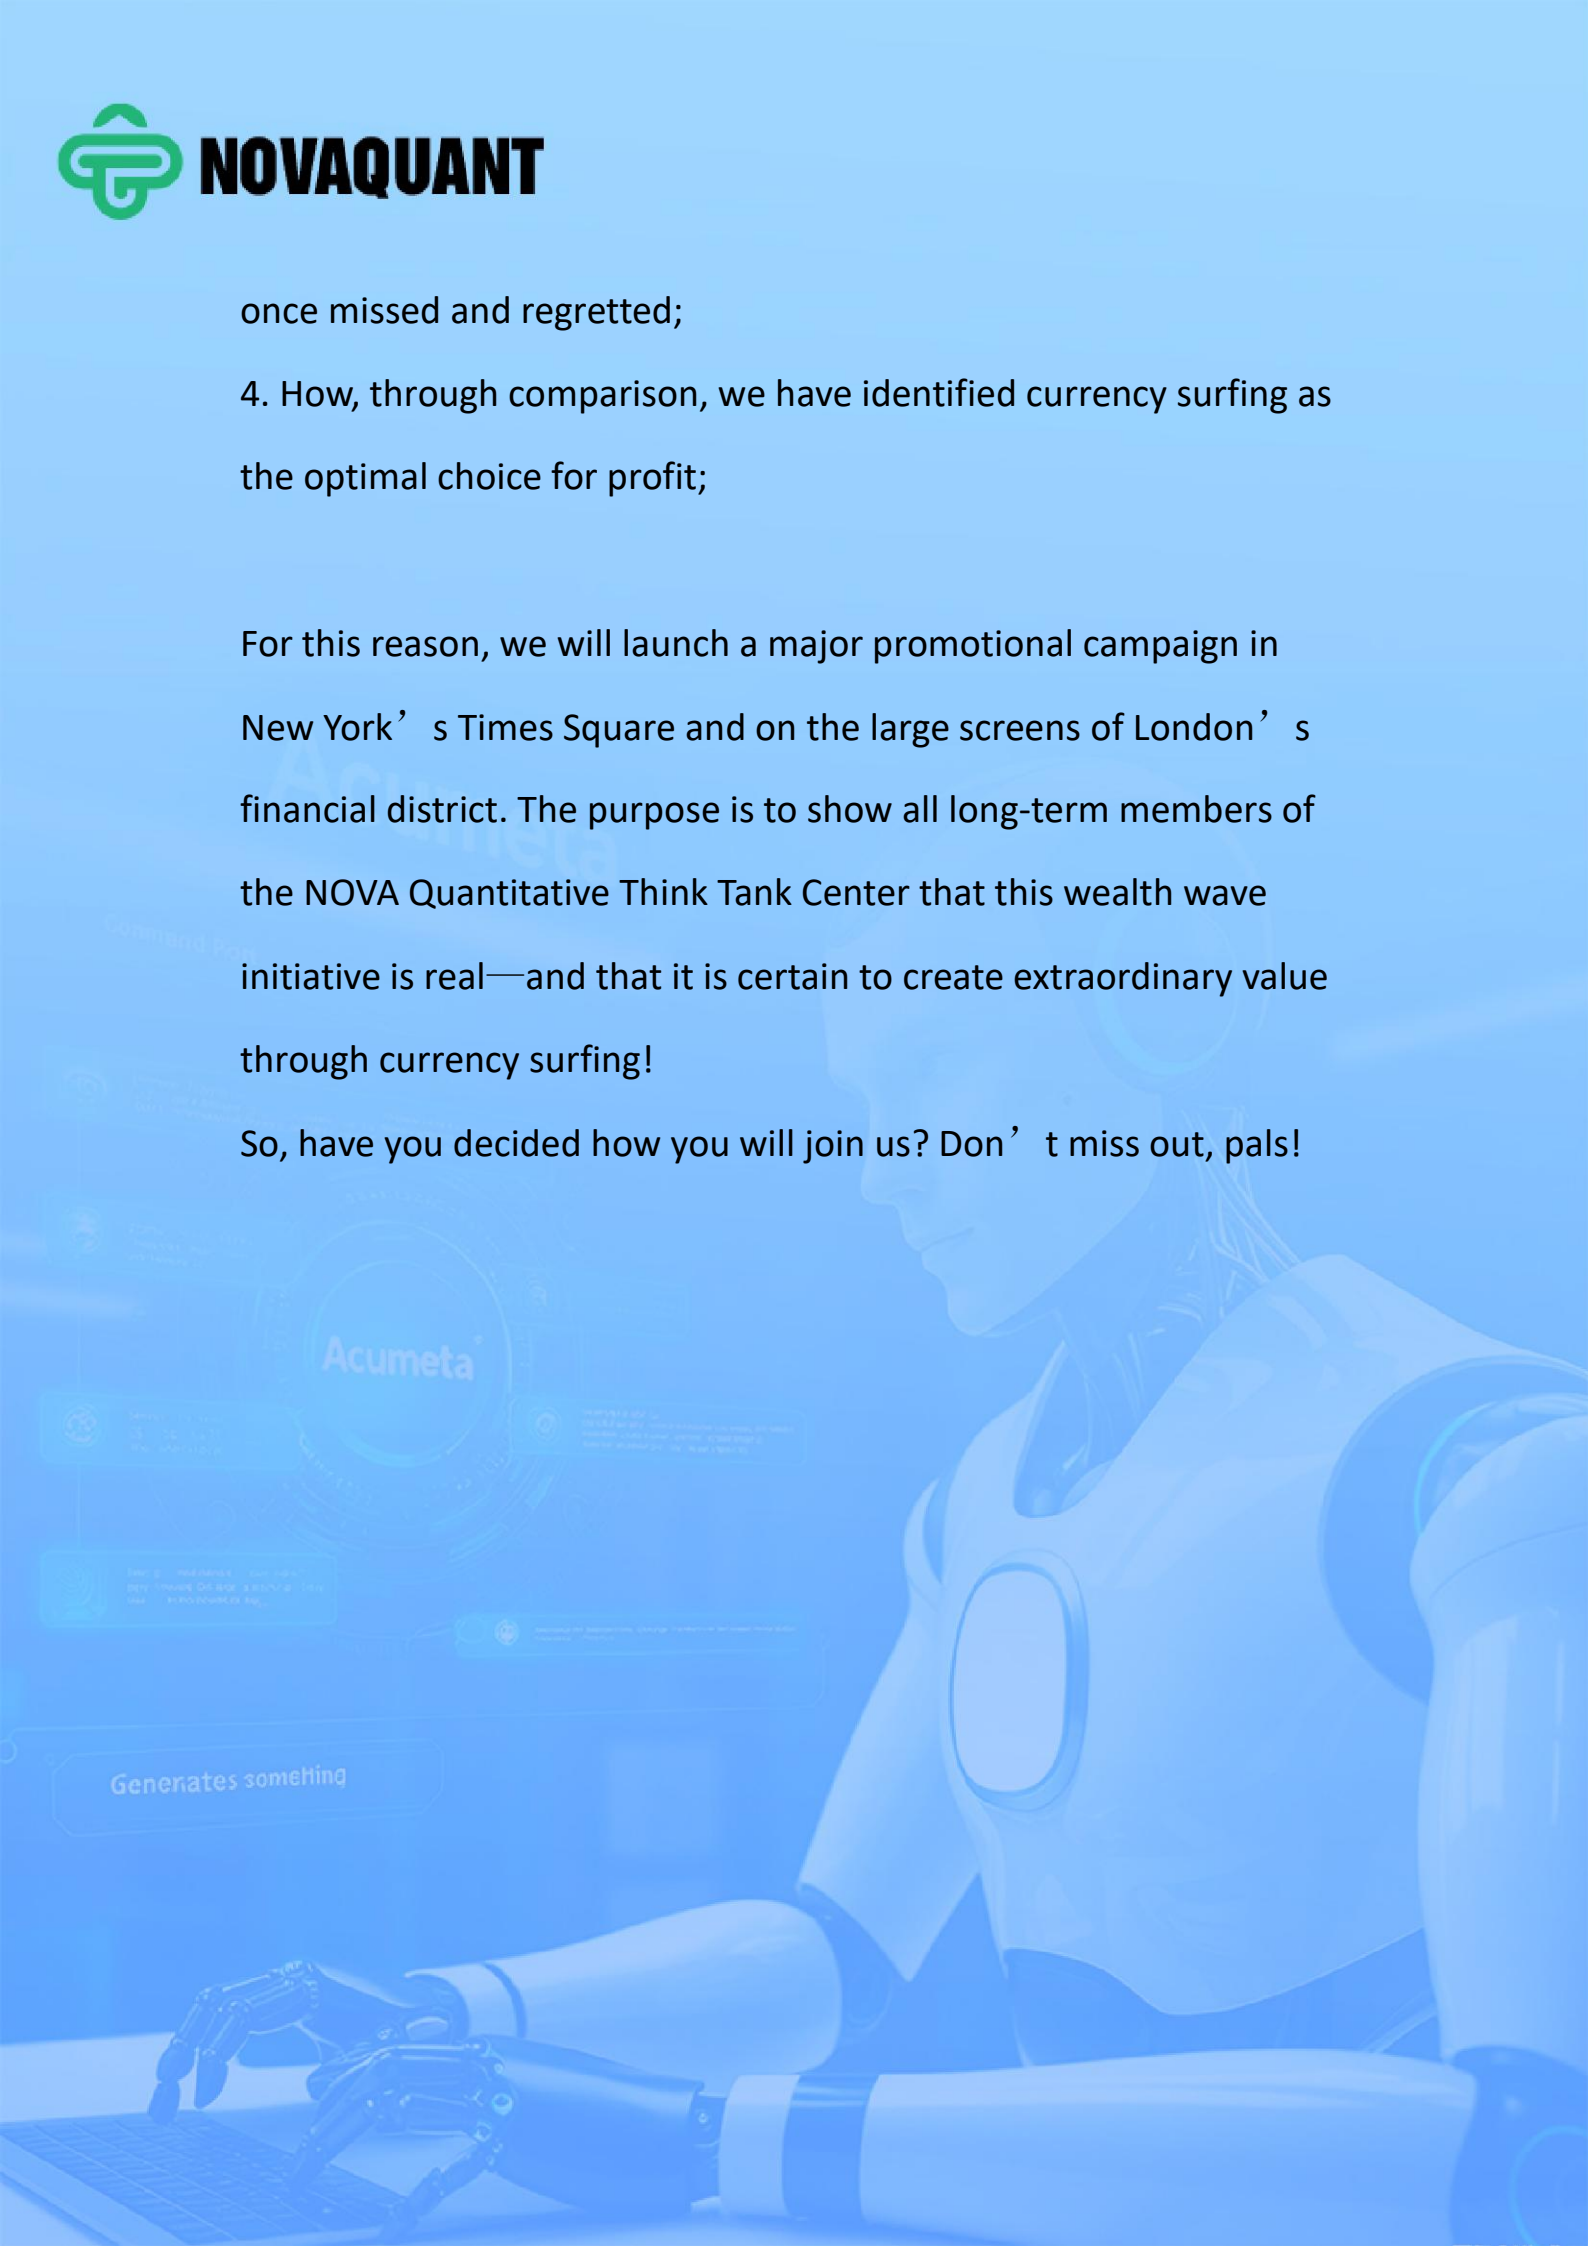 NOVAQUANT
once missed and regretted;
4. How, through comparison, we have identified currency surfing as
the optimal choice for profit;
For this reason, we will launch a major promotional campaign in
New York’s Times Square and on the large screens of London’s
financial district. The purpose is to show all long-term members of
the NOVA Quantitative Think Tank Center that this wealth wave
initiative is real—and that it is certain to create extraordinary value
through currency surfing!
So, have you decided how you will join us? Don’t miss out, pals!
Acumeta
Acumeta
Generates something